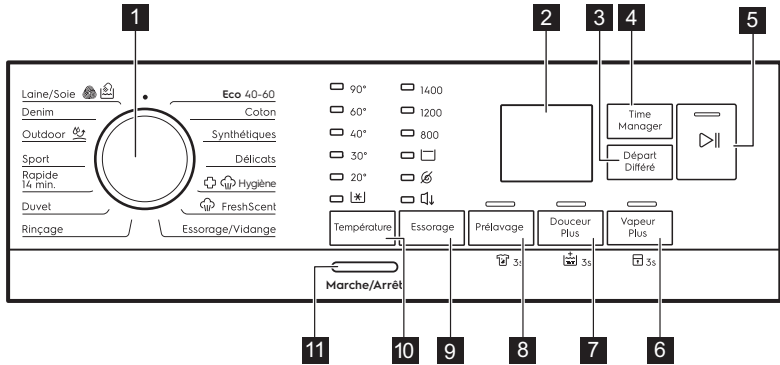 1
2
3
4
5
Laine/Soie
Denim
Outdoor
Sport
Rapide
14 min.
Duvet
Rinçage
Eco 40-60
Coton
Synthétiques
Délicats
Hygiène
FreshScent
Essorage/Vidange
90°
60°
40°
30°
20°
1400
1200
800
Time
Manager
Départ
Différé
Température
Essorage
Prélavage
Douceur
Plus
Vapeur
Plus
3s
3s
3s
Marche/Arrêt
11
10
9
8
7
6